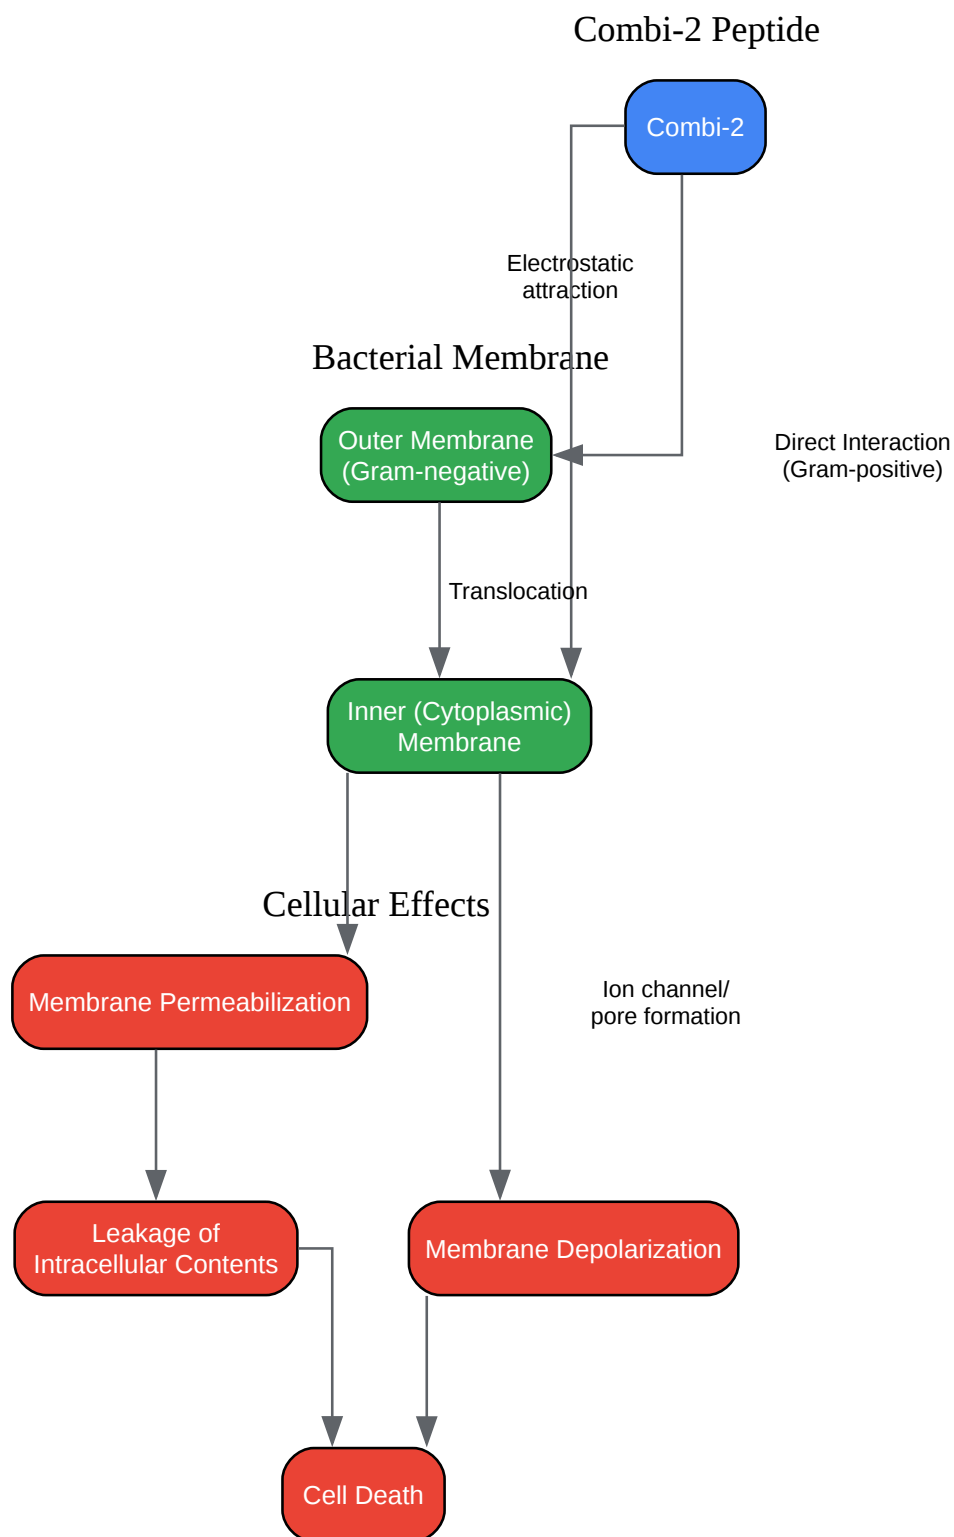 Combi-2 Peptide
Combi-2
Electrostatic
attraction
Bacterial Membrane
Outer Membrane
(Gram-negative)
Direct Interaction
(Gram-positive)
Translocation
Inner (Cytoplasmic)
Membrane
Cellular Effects
Membrane Permeabilization
Ion channel/
pore formation
Leakage of
Intracellular Contents
Membrane Depolarization
Cell Death